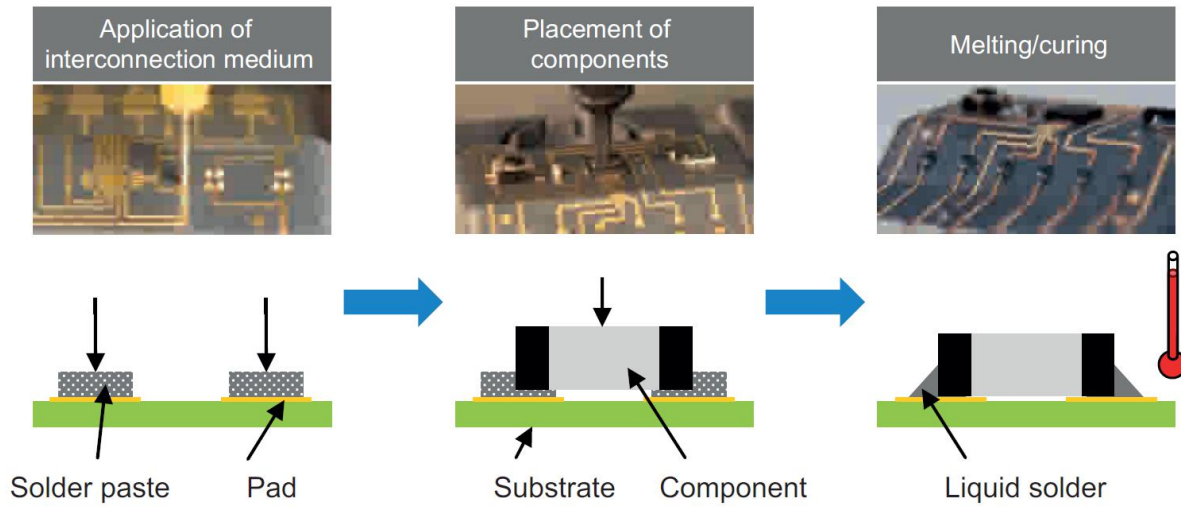 Application of
interconnection medium
Placement of
components
Melting/curing
Solder paste
Pad
Substrate
Component
Liquid solder